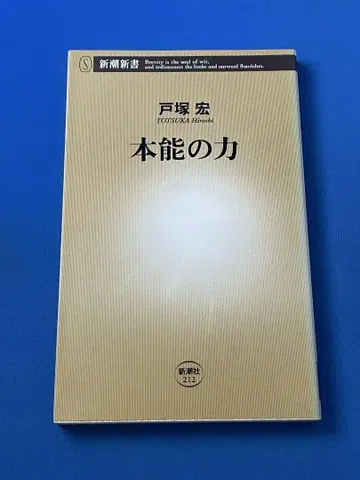 S
新潮新書
Brevity is the soul of wit,
and tediousness the limbs and outward flourishes.
戸塚 宏
TOTSUKA Hiroshi
本能の力
新潮社
212